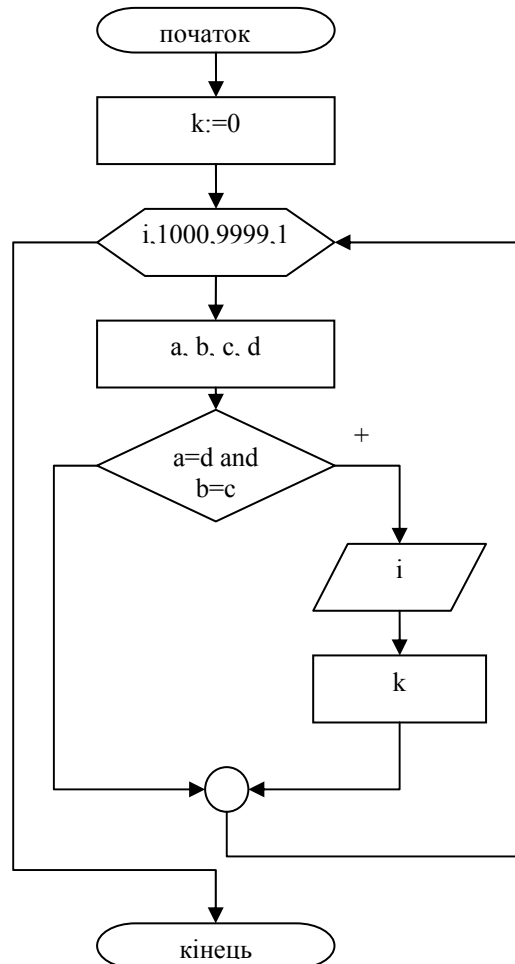 початок
k:=0
i,1000,9999,1
a, b, c, d
a=d and
b=c
+
i
k
кінець